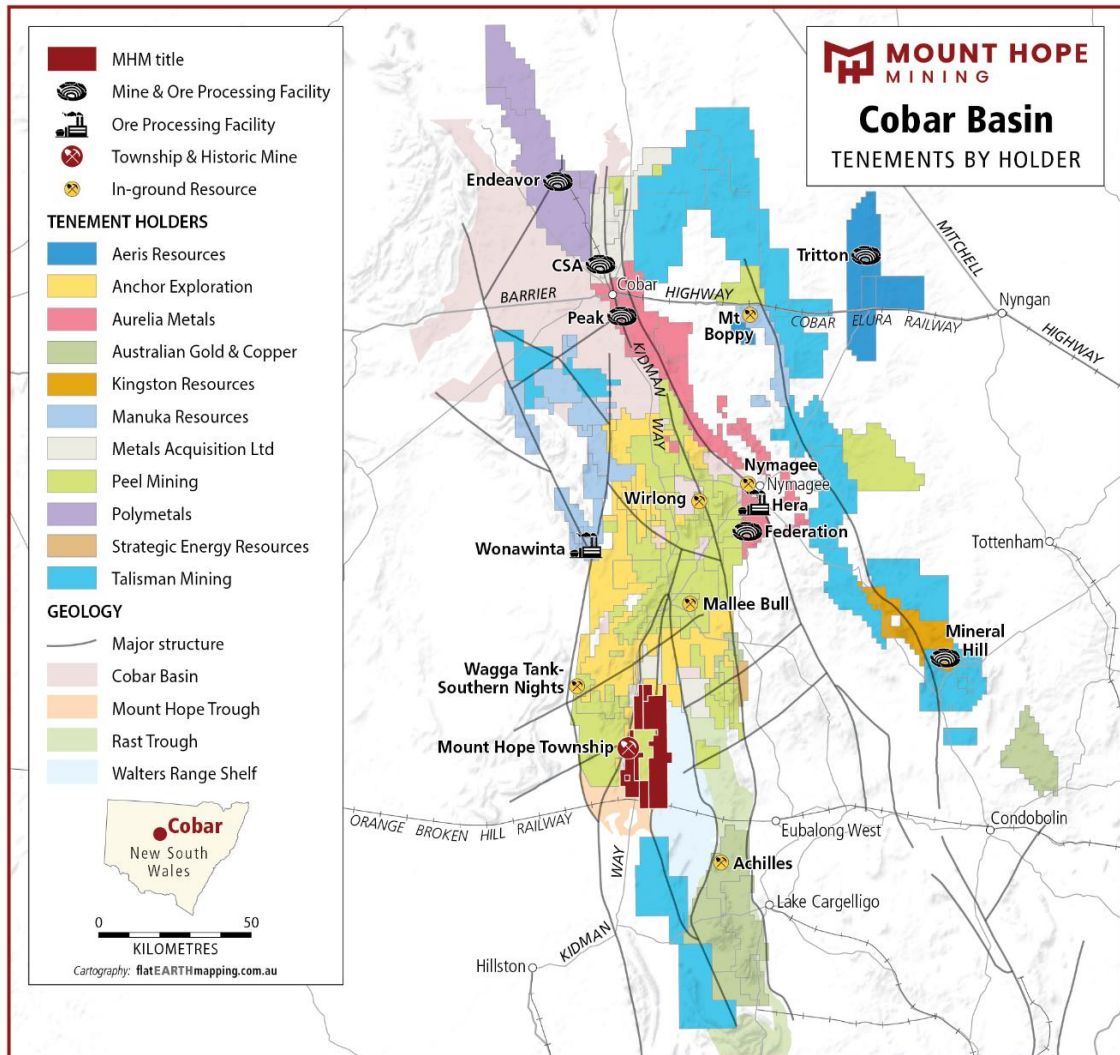 MHM title
Mine & Ore Processing Facility
Ore Processing Facility
Township & Historic Mine
In-ground Resource
TENEMENT HOLDERS
Aeris Resources
Anchor Exploration
Aurelia Metals
Australian Gold & Copper
Kingston Resources
Manuka Resources
Metals Acquisition Ltd
Peel Mining
Polymetals
Strategic Energy Resources
Talisman Mining
GEOLOGY
Major structure
Cobar Basin
Mount Hope Trough
Rast Trough
Walters Range Shelf
Cobar
New South
Wales
0 50
KILOMETRES
Cartography: flatEARTHmapping.com.au
MOUNT HOPE
MINING
Cobar Basin
TENEMENTS BY HOLDER
Endeavor
CSA
Cobar
BARRIER HIGHWAY
Peak
KIDMAN WAY
Mt
Boppy
Tritton
MITCHELL
HIGHWAY
Nyngan
COBAR ELURA RAILWAY
Nymagee
Nymagee
Hera
Wirlong
Federation
Wonawinta
Tottenham
Mallee Bull
Mineral
Hill
Wagga Tank-
Southern Nights
Mount Hope Township
ORANGE BROKEN HILL RAILWAY
Eubalong West
Condobolin
Achilles
Lake Cargelligo
KIDMAN WAY
Hillston